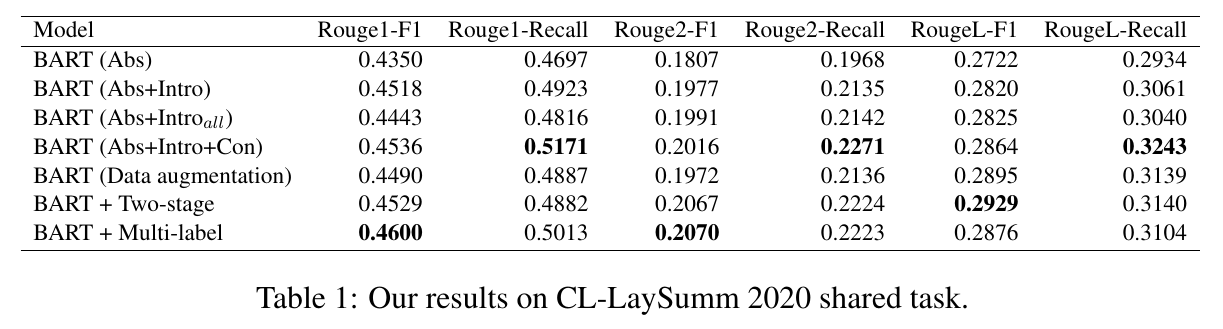 Model Rouge1-F1 Rouge1-Recall Rouge2-F1 Rouge2-Recall RougeL-F1 RougeL-Recall
BART (Abs) 0.4350 0.4697 0.1807 0.1968 0.2722 0.2934
BART (Abs+Intro) 0.4518 0.4923 0.1977 0.2135 0.2820 0.3061
BART (Abs+Intro_all) 0.4443 0.4816 0.1991 0.2142 0.2825 0.3040
BART (Abs+Intro+Con) 0.4536 0.5171 0.2016 0.2271 0.2864 0.3243
BART (Data augmentation) 0.4490 0.4887 0.1972 0.2136 0.2895 0.3139
BART + Two-stage 0.4529 0.4882 0.2067 0.2224 0.2929 0.3140
BART + Multi-label 0.4600 0.5013 0.2070 0.2223 0.2876 0.3104
Table 1: Our results on CL-LaySumm 2020 shared task.